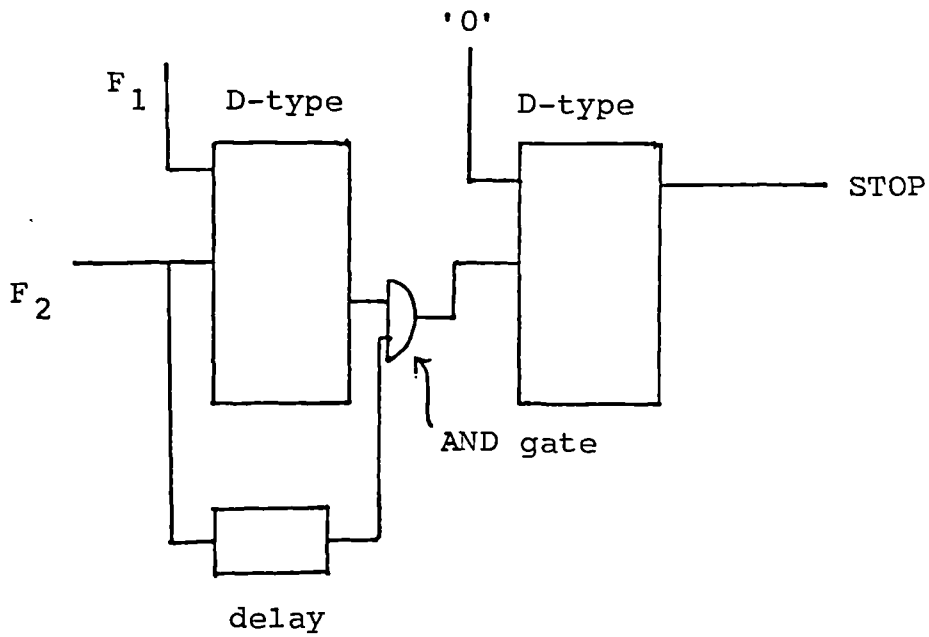 '0'
F1
D-type
D-type
STOP
F2
AND gate
delay